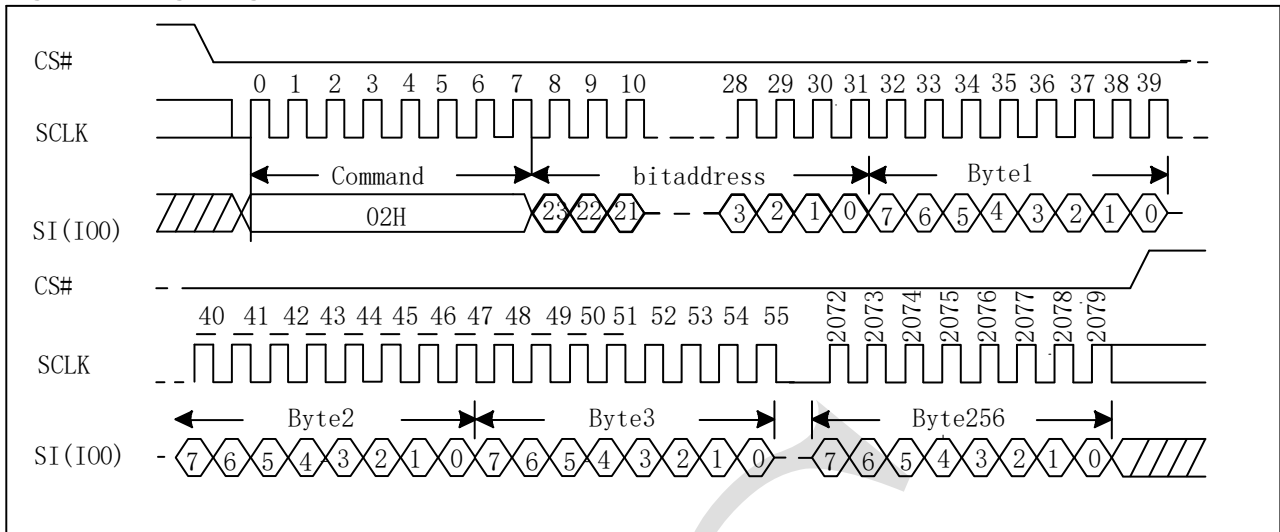 CS#
0 1 2 3 4 5 6 7 8 9 10 28 29 30 31 32 33 34 35 36 37 38 39
SCLK
Command bitaddress Byte1
SI(IO0) 02H 23 22 21 3 2 1 0 7 6 5 4 3 2 1 0
CS#
40 41 42 43 44 45 46 47 48 49 50 51 52 53 54 55 2072 2073 2074 2075 2076 2077 2078 2079
SCLK
Byte2 Byte3 Byte256
SI(IO0) 7 6 5 4 3 2 1 0 7 6 5 4 3 2 1 0 7 6 5 4 3 2 1 0